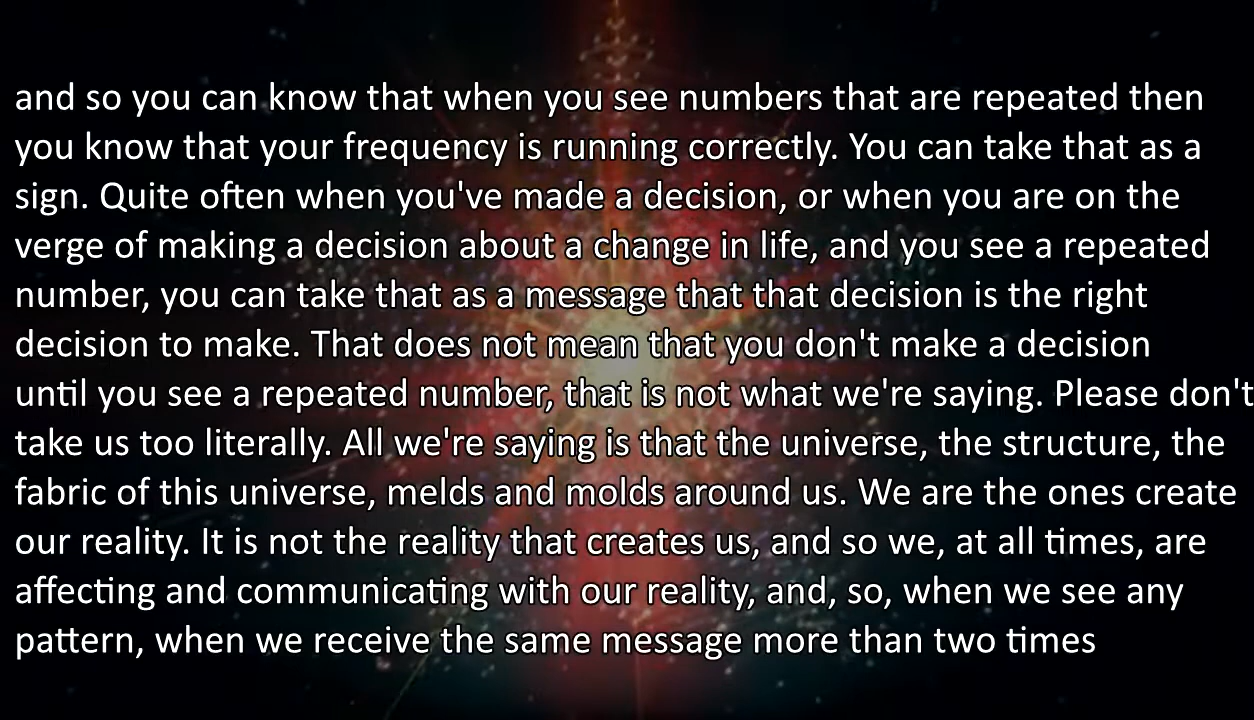 and so you can know that when you see numbers that are repeated then
you know that your frequency is running correctly. You can take that as a
sign. Quite often when you've made a decision, or when you are on the
verge of making a decision about a change in life, and you see a repeated
number, you can take that as a message that that decision is the right
decision to make. That does not mean that you don't make a decision
until you see a repeated number, that is not what we're saying. Please don't
take us too literally. All we're saying is that the universe, the structure, the
fabric of this universe, melds and molds around us. We are the ones create
our reality. It is not the reality that creates us, and so we, at all times, are
affecting and communicating with our reality, and, so, when we see any
pattern, when we receive the same message more than two times